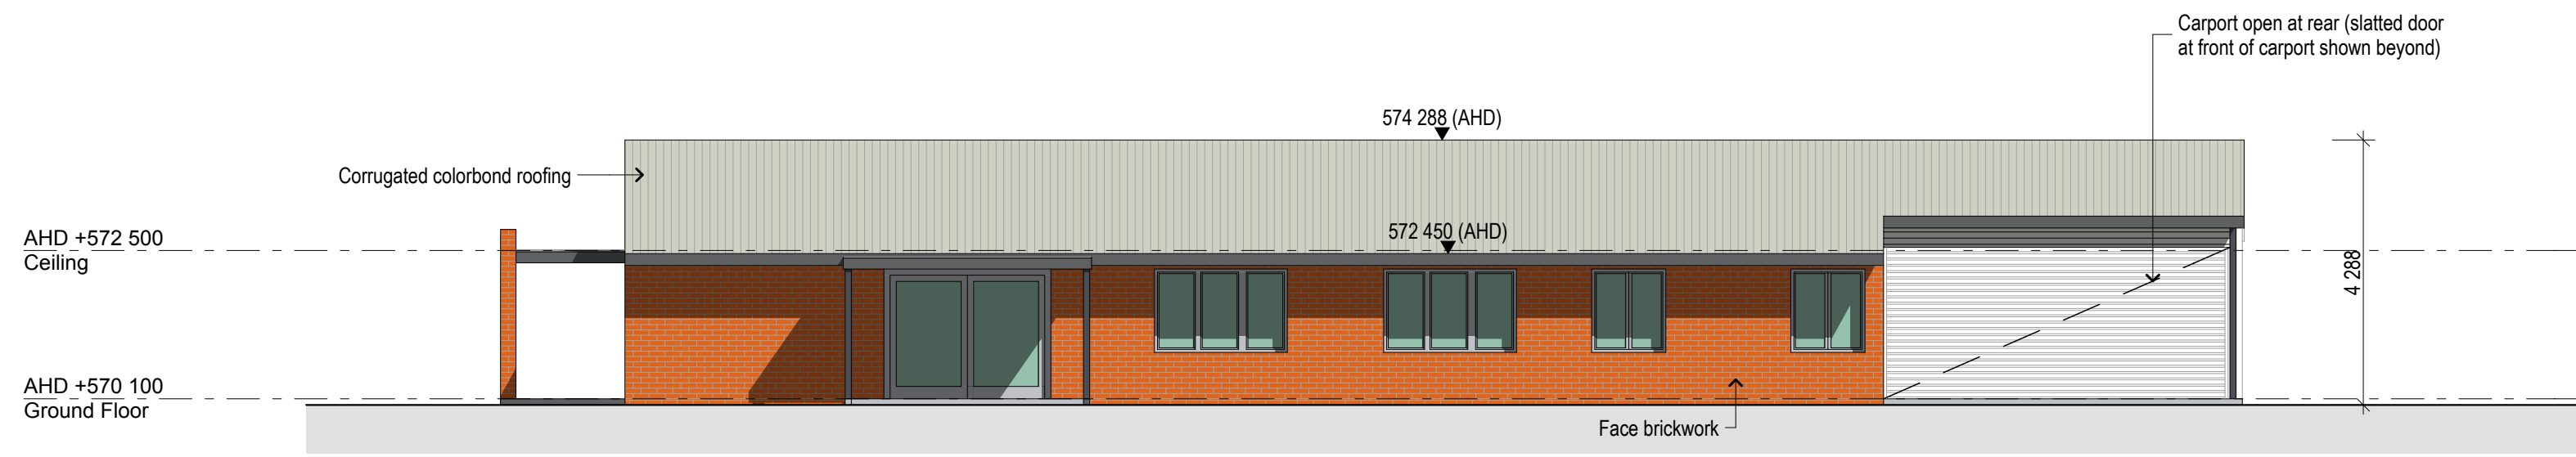 Carport open at rear (slatted door
at front of carport shown beyond)
574 288 (AHD)
Corrugated colorbond roofing
572 450 (AHD)
AHD +572 500
Ceiling
4 288
AHD +570 100
Ground Floor
Face brickwork